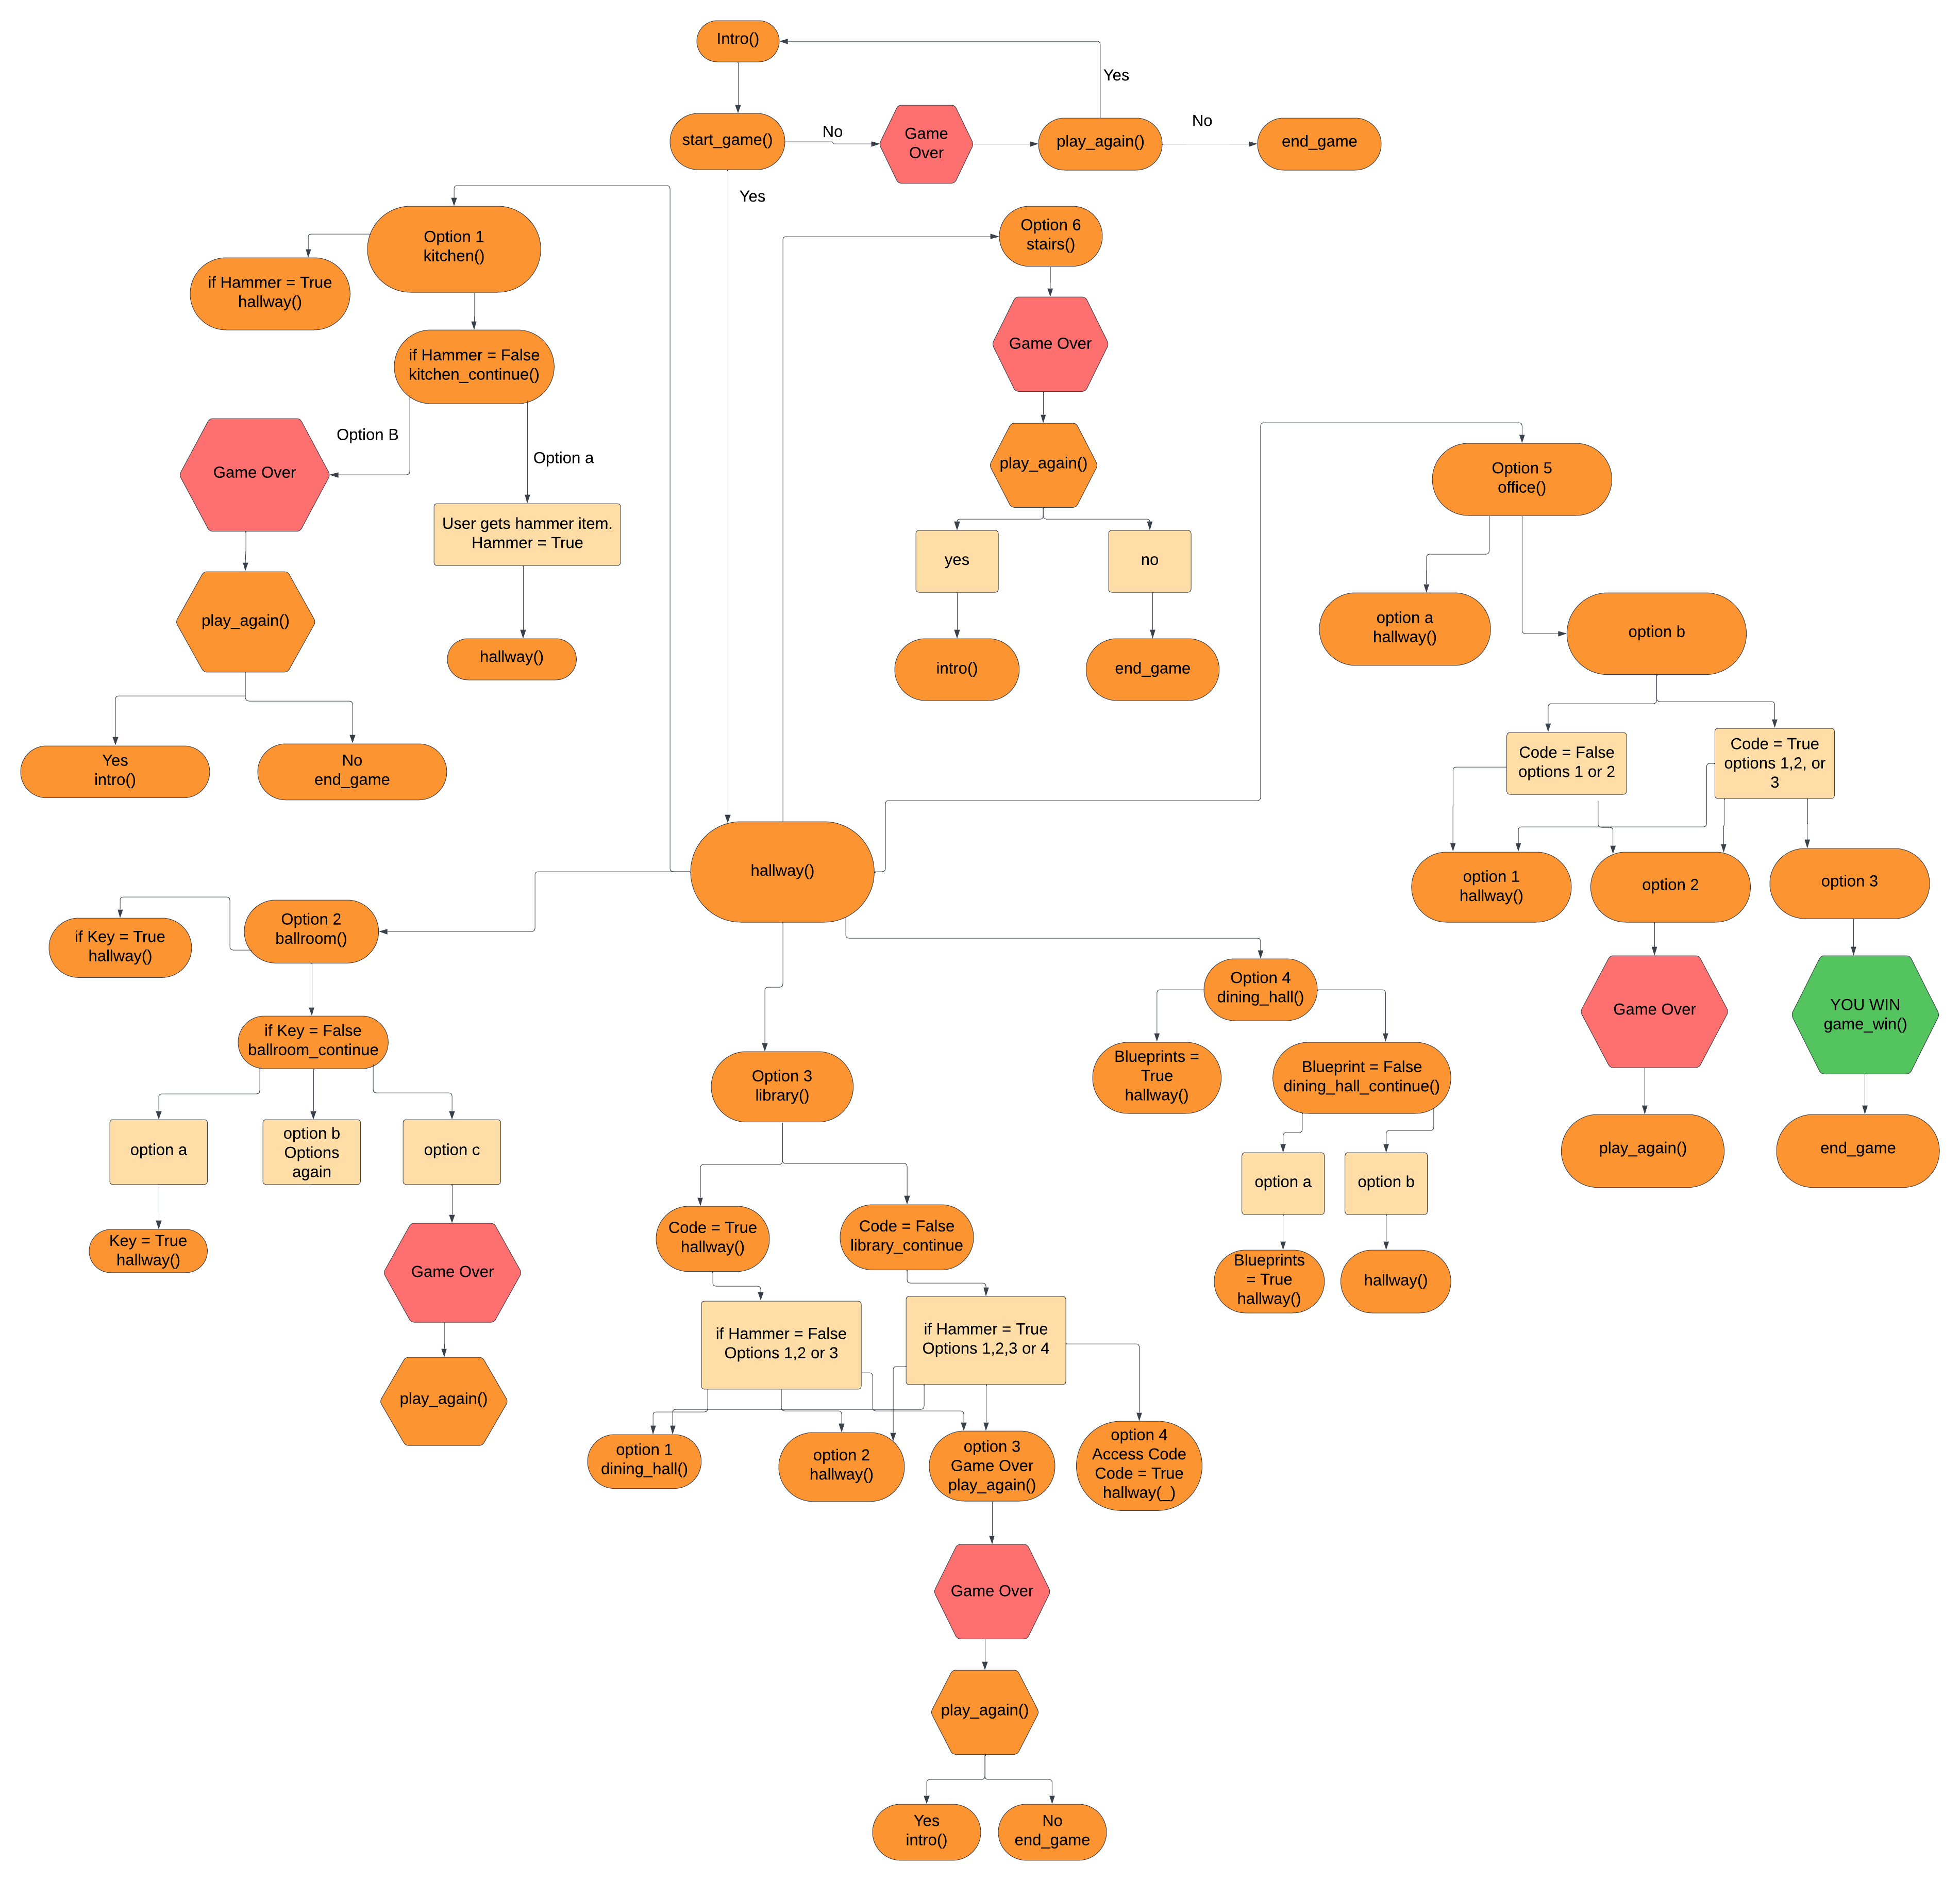 Intro()
Yes
start_game()
No
Game
Over
play_again()
No
end_game
Yes
Option 1
kitchen()
if Hammer = True
hallway()
if Hammer = False
kitchen_continue()
Option B
Option a
Game Over
User gets hammer item.
Hammer = True
play_again()
hallway()
Yes
intro()
No
end_game
Option 6
stairs()
Game Over
play_again()
yes
no
intro()
end_game
Option 5
office()
option a
hallway()
option b
Code = False
options 1 or 2
Code = True
options 1,2, or
3
option 1
hallway()
option 2
option 3
Game Over
YOU WIN
game_win()
play_again()
end_game
hallway()
Option 2
ballroom()
if Key = True
hallway()
if Key = False
ballroom_continue
option a
option b
Options
again
option c
Key = True
hallway()
Game Over
play_again()
Option 3
library()
Code = True
hallway()
Code = False
library_continue
if Hammer = False
Options 1,2 or 3
if Hammer = True
Options 1,2,3 or 4
option 1
dining_hall()
option 2
hallway()
option 3
Game Over
play_again()
option 4
Access Code
Code = True
hallway(_)
Game Over
play_again()
Yes
intro()
No
end_game
Option 4
dining_hall()
Blueprints =
True
hallway()
Blueprint = False
dining_hall_continue()
option a
option b
Blueprints
= True
hallway()
hallway()